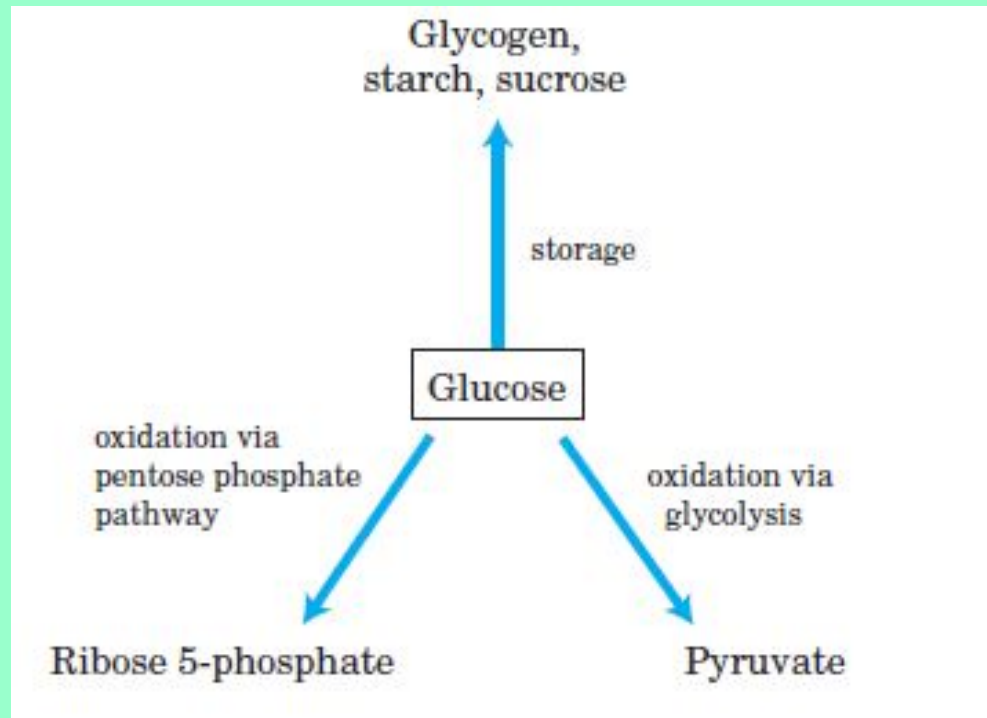 Glycogen,
starch, sucrose
storage
Glucose
oxidation via
pentose phosphate
pathway
oxidation via
glycolysis
Ribose 5-phosphate
Pyruvate